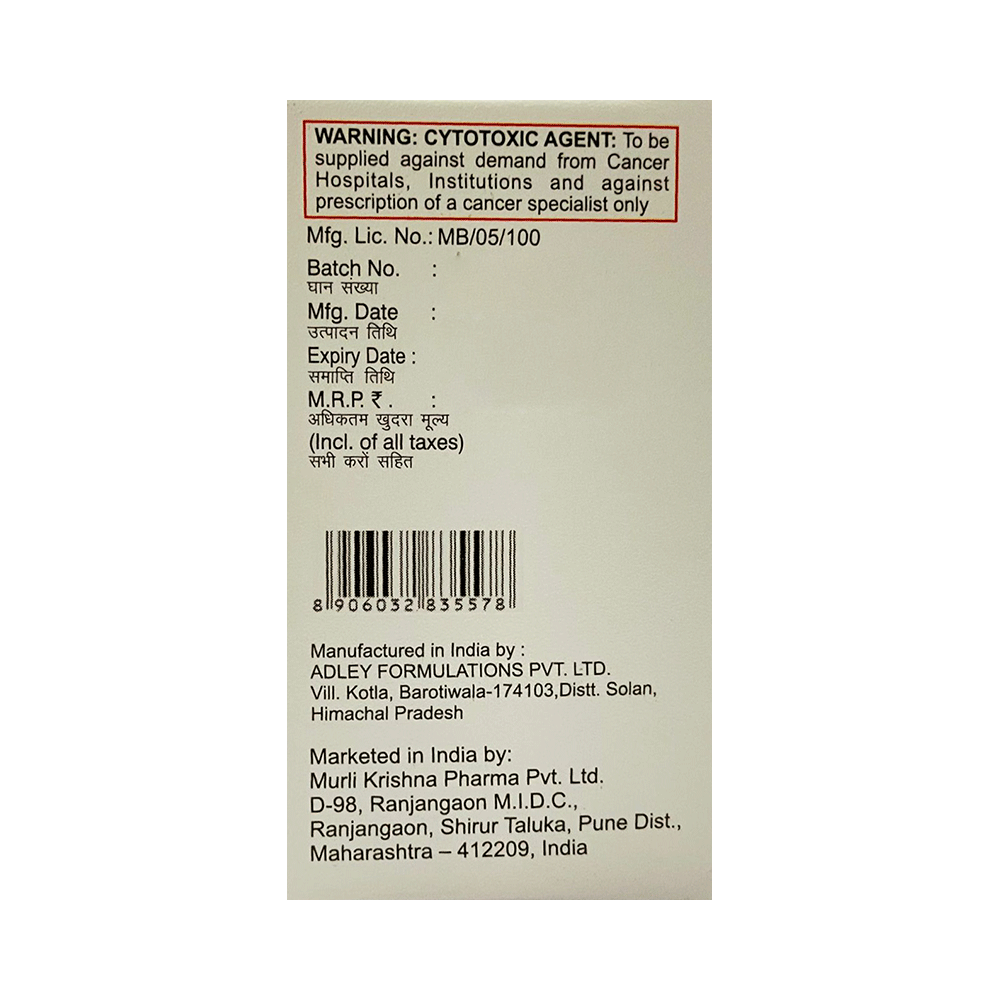 WARNING: CYTOTOXIC AGENT: To be
supplied against demand from Cancer
Hospitals, Institutions and against
prescription of a cancer specialist only
Mfg. Lic. No.: MB/05/100
Batch No. :
घान संख्या
Mfg. Date :
उत्पादन तिथि
Expiry Date :
समाप्ति तिथि
M.R.P. ₹ . :
अधिकतम खुदरा मूल्य
(Incl. of all taxes)
सभी करों सहित
8 906032 835578
Manufactured in India by :
ADLEY FORMULATIONS PVT. LTD.
Vill. Kotla, Barotiwala-174103,Distt. Solan,
Himachal Pradesh
Marketed in India by:
Murli Krishna Pharma Pvt. Ltd.
D-98, Ranjangaon M.I.D.C.,
Ranjangaon, Shirur Taluka, Pune Dist.,
Maharashtra – 412209, India